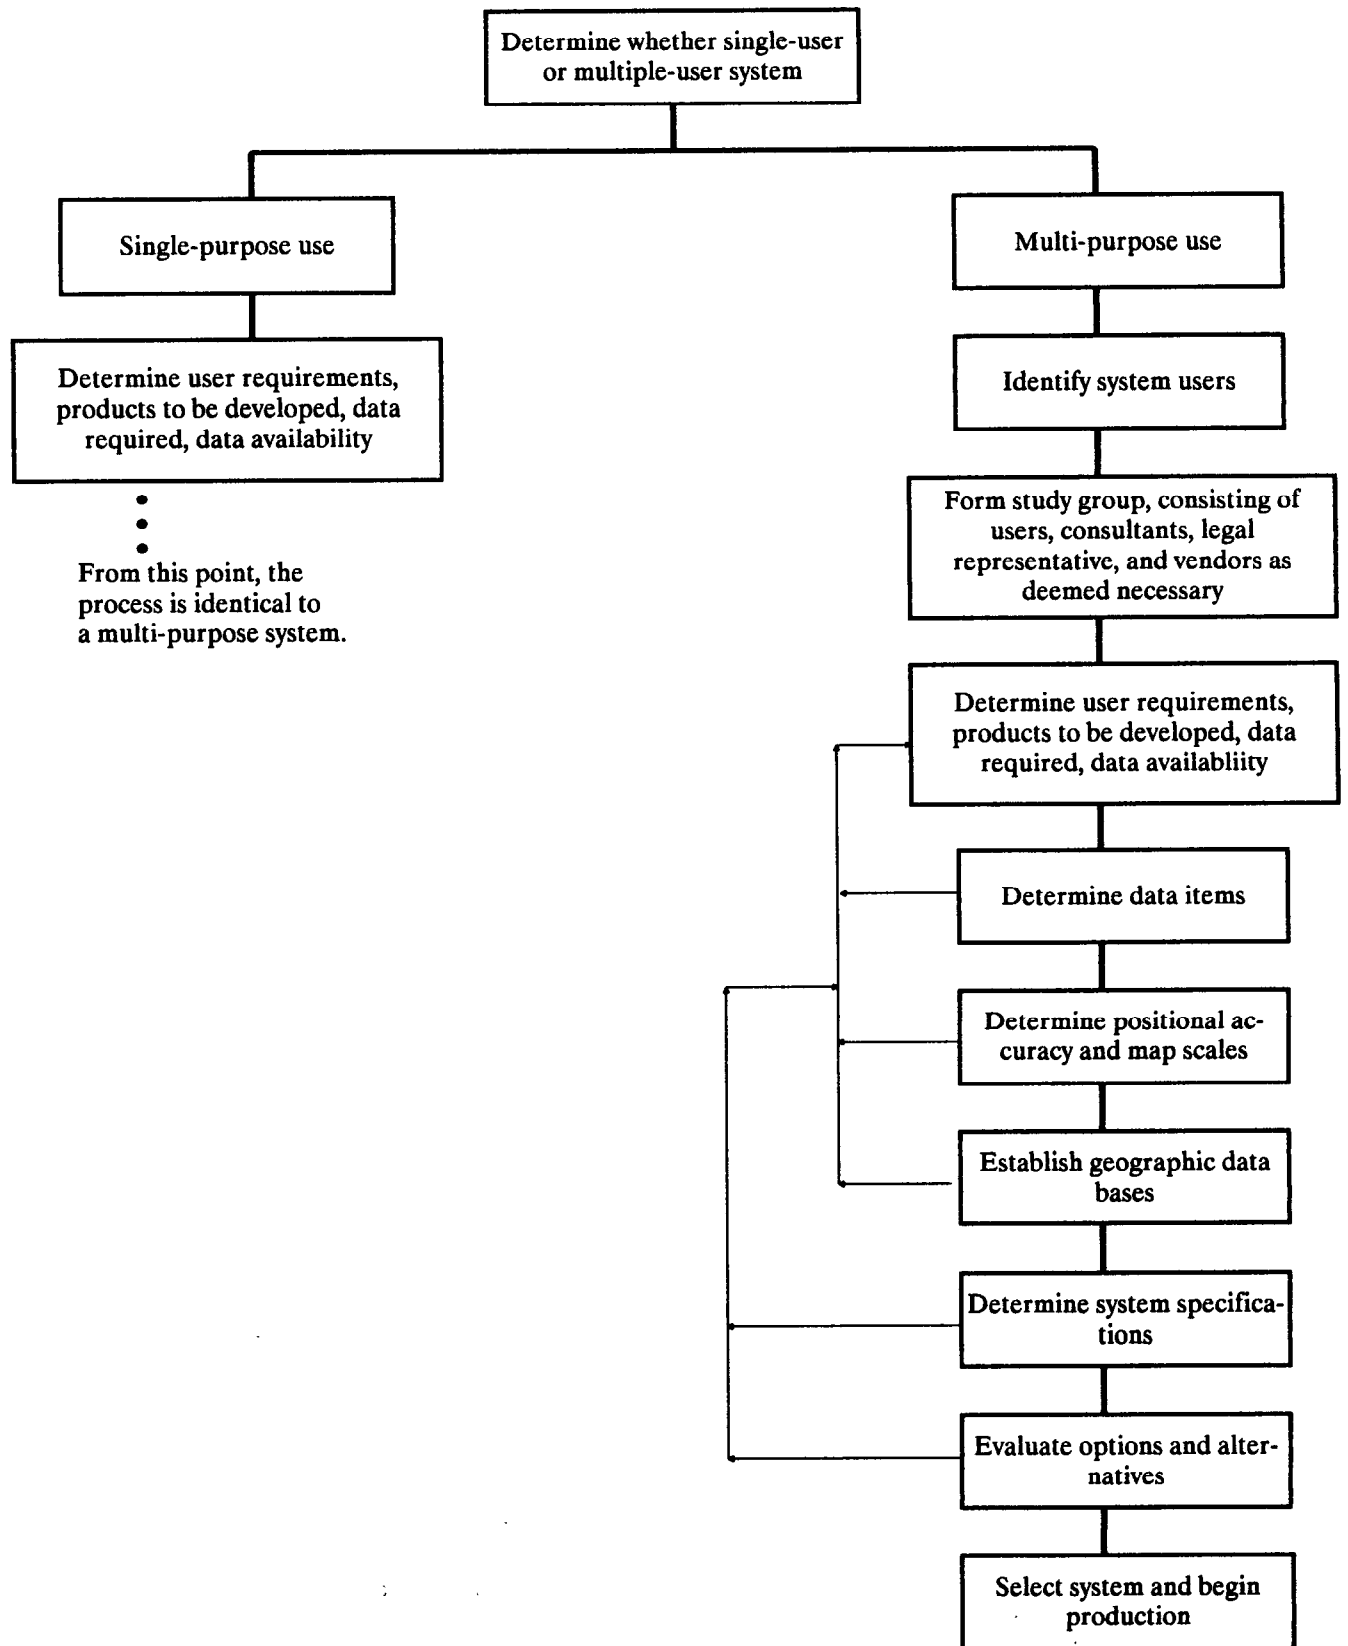 Determine whether single-user
or multiple-user system
Single-purpose use
Determine user requirements,
products to be developed, data
required, data availability
From this point, the
process is identical to
a multi-purpose system.
Multi-purpose use
Identify system users
Form study group, consisting of
users, consultants, legal
representative, and vendors as
deemed necessary
Determine user requirements,
products to be developed, data
required, data availabliity
Determine data items
Determine positional ac-
curacy and map scales
Establish geographic data
bases
Determine system specifica-
tions
Evaluate options and alter-
natives
Select system and begin
production